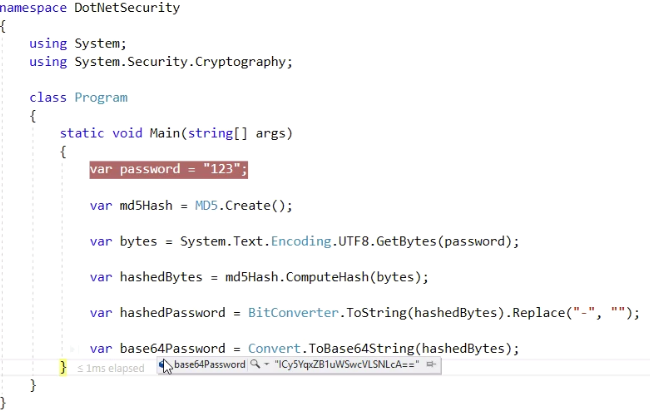 namespace DotNetSecurity
{
using System;
using System.Security.Cryptography;
class Program
{
static void Main(string[] args)
{
var password = "123";
var md5Hash = MD5.Create();
var bytes = System.Text.Encoding.UTF8.GetBytes(password);
var hashedBytes = md5Hash.ComputeHash(bytes);
var hashedPassword = BitConverter.ToString(hashedBytes).Replace("-", "");
var base64Password = Convert.ToBase64String(hashedBytes);
} ≤ 1ms elapsed base64Password "ICy5YqxZB1uWSwcVLSNLcA=="
}
}